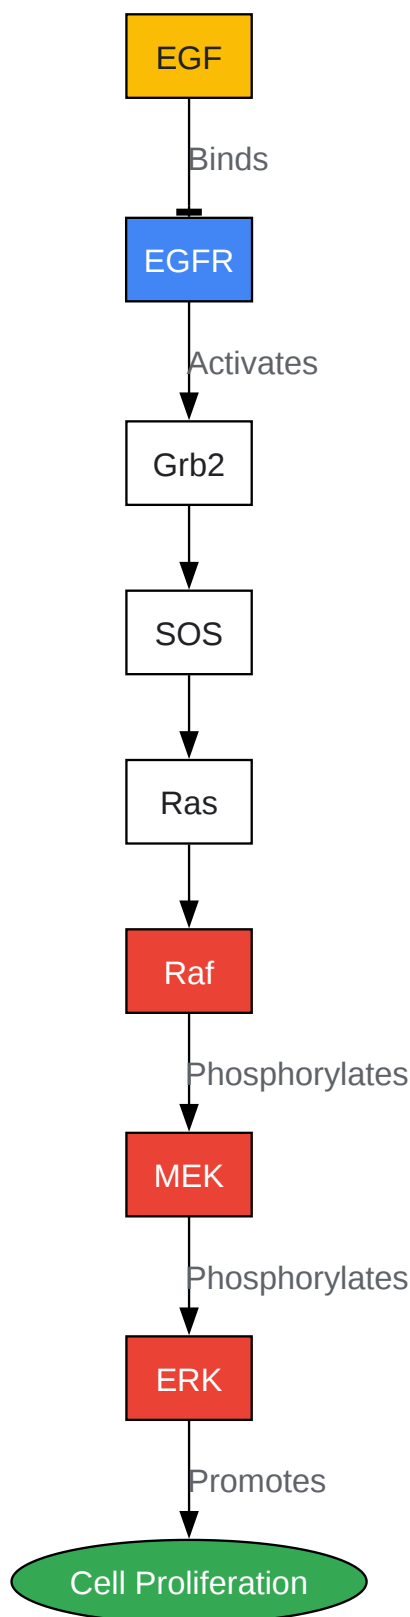 EGF
Binds
EGFR
Activates
Grb2
SOS
Ras
Raf
Phosphorylates
MEK
Phosphorylates
ERK
Promotes
Cell Proliferation